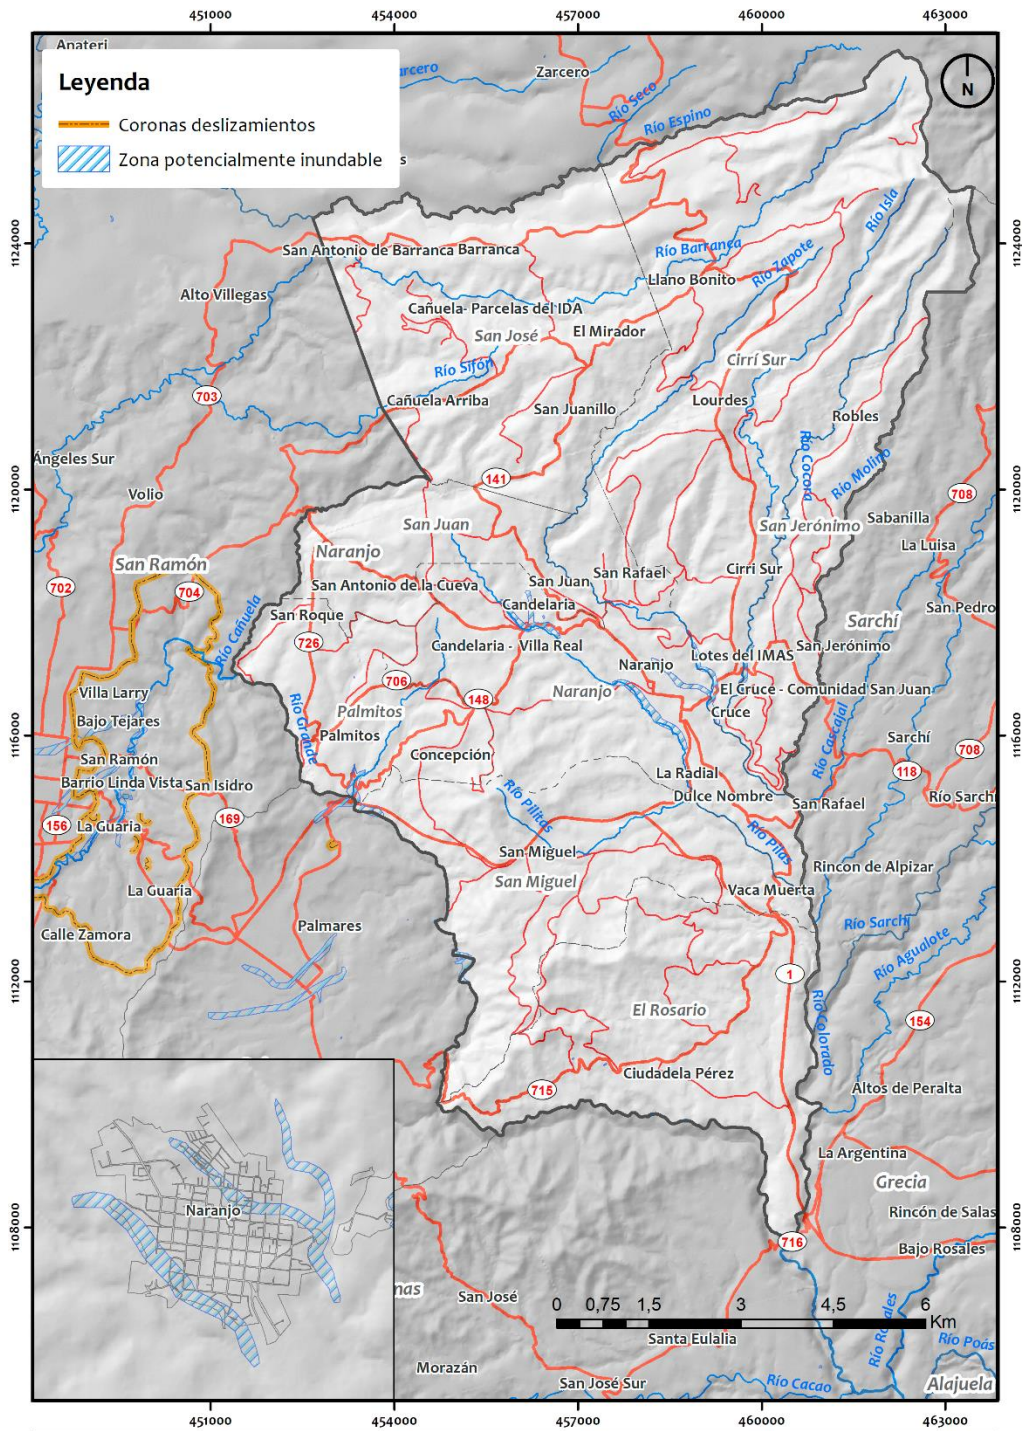 451000
454000
457000
460000
463000
Anateri
Leyenda
Coronas deslizamientos
Zona potencialmente inundable
Zarcero
Río Seco
Río Espino
N
1124000
1124000
San Antonio de Barranca
Barranca
Río Barranca
Río Isla
Río Zapote
Llano Bonito
Alto Villegas
Cañuela- Parcelas del IDA
San José
El Mirador
Cirrí Sur
Río Sifón
703
Cañuela Arriba
San Juanillo
Lourdes
Robles
Ángeles Sur
Río Cocora
Río Molino
141
1120000
1120000
Volio
708
San Juan
San Jerónimo
Sabanilla
Naranjo
La Luisa
San Ramón
702
704
San Antonio de la Cueva
San Juan
San Rafael
Cirri Sur
San Roque
Candelaria
San Pedro
Río Cañuela
Sarchí
726
Candelaria - Villa Real
Naranjo
Lotes del IMAS
San Jerónimo
706
148
Naranjo
El Cruce - Comunidad San Juan
Villa Larry
Palmitos
Cruce
Bajo Tejares
Río Grande
Palmitos
1116000
1116000
Río Cascajal
Sarchí
708
San Ramón
Concepción
La Radial
118
Barrio Linda Vista
San Isidro
Río Pilitas
Dulce Nombre
San Rafael
Río Sarchí
156
La Guaria
169
Río Pilas
San Miguel
Rincon de Alpizar
San Miguel
Vaca Muerta
La Guaria
Calle Zamora
Palmares
Río Sarchí
Río Agualote
1112000
1112000
1
El Rosario
Río Colorado
154
Ciudadela Pérez
715
Altos de Peralta
La Argentina
Grecia
Naranjo
Rincón de Salas
1108000
1108000
716
Bajo Rosales
San José
0 0,75 1,5 3 4,5 6
Km
Santa Eulalia
Río Rosales
Río Poás
Morazán
San José Sur
Río Cacao
Alajuela
451000
454000
457000
460000
463000